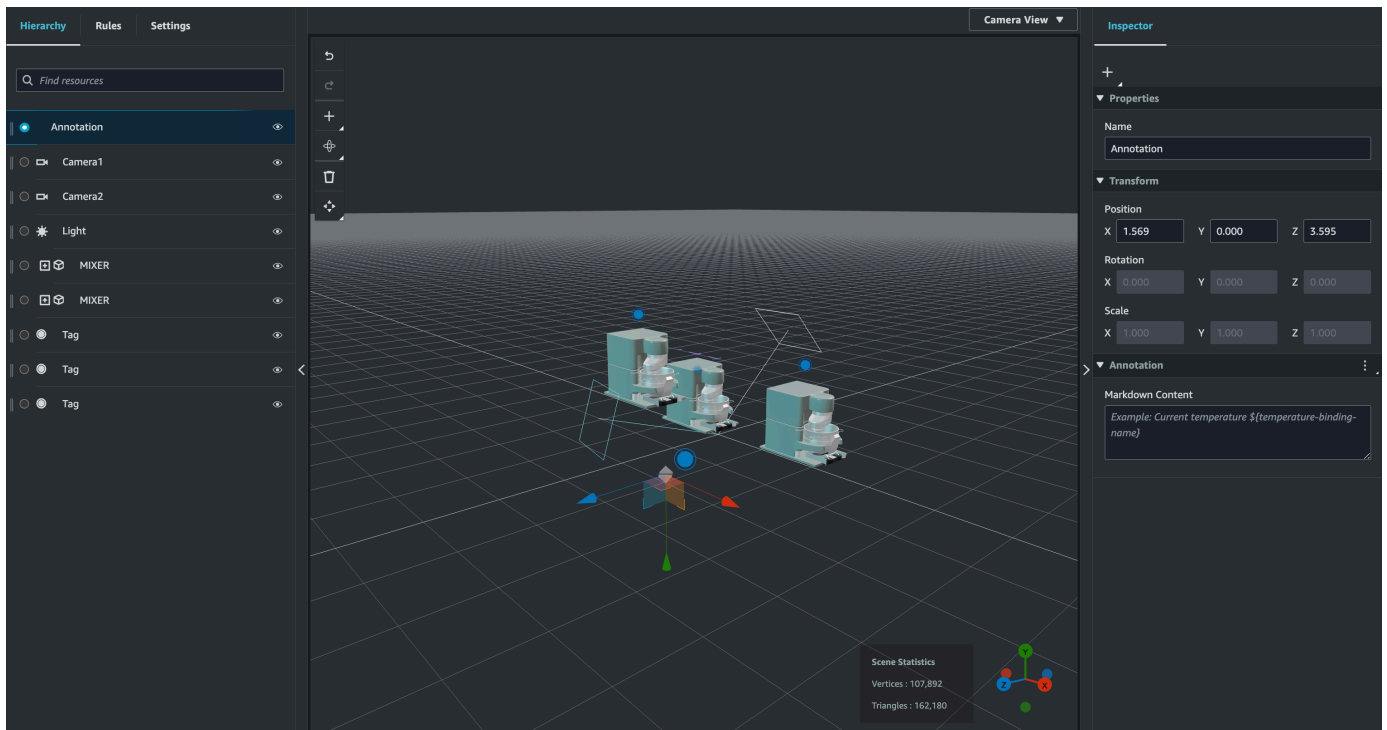 Hierarchy Rules Settings
Camera View ▼
Inspector
Find resources
Annotation
Camera1
Camera2
Light
MIXER
MIXER
Tag
Tag
Tag
Scene Statistics
Vertices : 107,892
Triangles : 162,180
Y
Z
X
Properties
Name
Annotation
Transform
Position
X 1.569 Y 0.000 Z 3.595
Rotation
X 0.000 Y 0.000 Z 0.000
Scale
X 1.000 Y 1.000 Z 1.000
Annotation
Markdown Content
Example: Current temperature ${temperature-binding-
name}